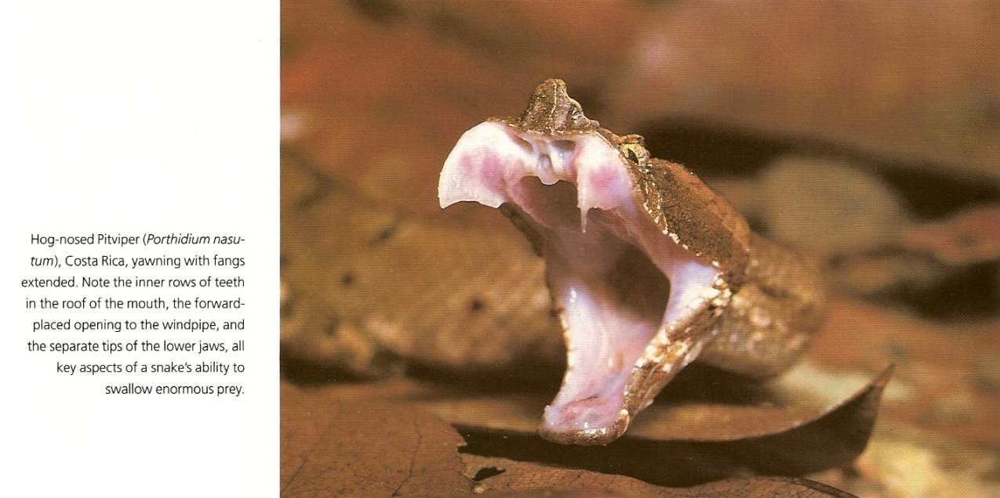 Hog-nosed Pitviper (Porthidium nasu-
tum), Costa Rica, yawning with fangs
extended. Note the inner rows of teeth
in the roof of the mouth, the forward-
placed opening to the windpipe, and
the separate tips of the lower jaws, all
key aspects of a snake's ability to
swallow enormous prey.